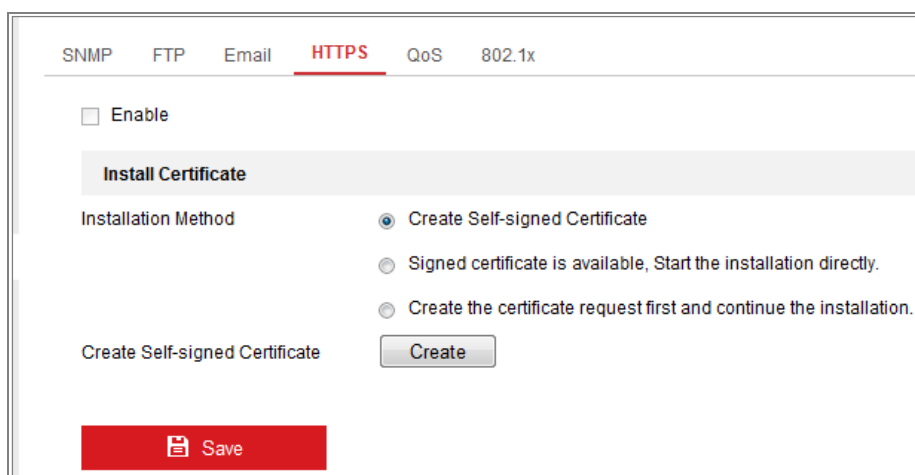 SNMP FTP Email HTTPS QoS 802.1x
Enable
Install Certificate
Installation Method Create Self-signed Certificate
Signed certificate is available, Start the installation directly.
Create the certificate request first and continue the installation.
Create Self-signed Certificate Create
Save